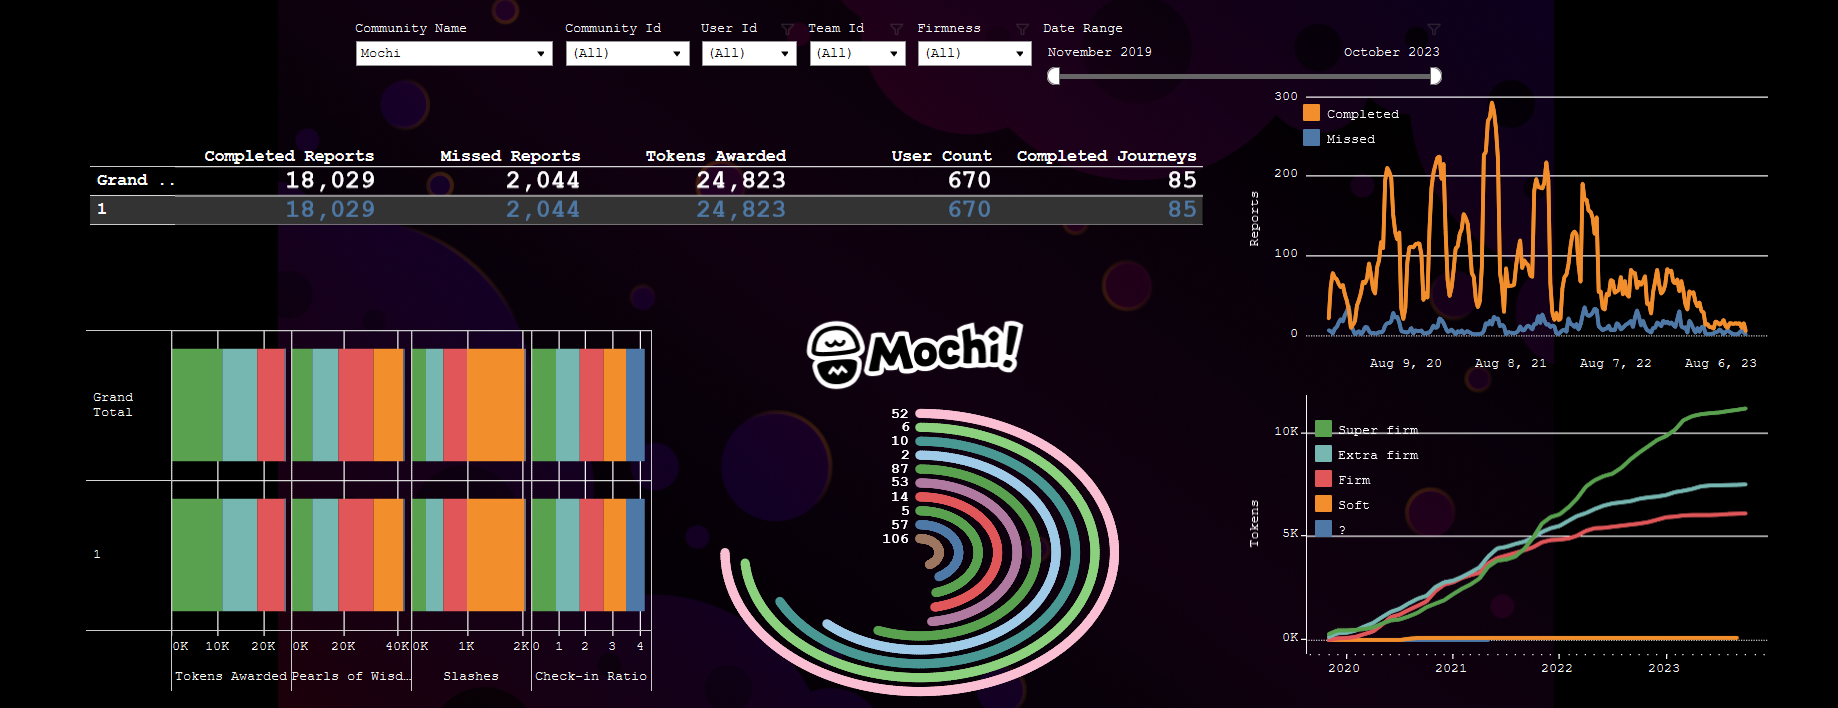 Community Name
Community Id
User Id
Team Id
Firmness
Date Range
Mochi
(All)
(All)
(All)
(All)
November 2019
October 2023
Completed Reports
Missed Reports
Tokens Awarded
User Count
Completed Journeys
Grand ..
18,029
2,044
24,823
670
85
1
18,029
2,044
24,823
670
85
300
200
100
0
Reports
Completed
Missed
Aug 9, 20
Aug 8, 21
Aug 7, 22
Aug 6, 23
Grand
Total
1
0K
10K
20K
0K
20K
40K
0K
1K
2K
0
1
2
3
4
Tokens Awarded
Pearls of Wisd…
Slashes
Check-in Ratio
Mochi!
52
6
10
2
87
53
14
5
57
106
10K
5K
0K
Tokens
Super firm
Extra firm
Firm
Soft
?
2020
2021
2022
2023